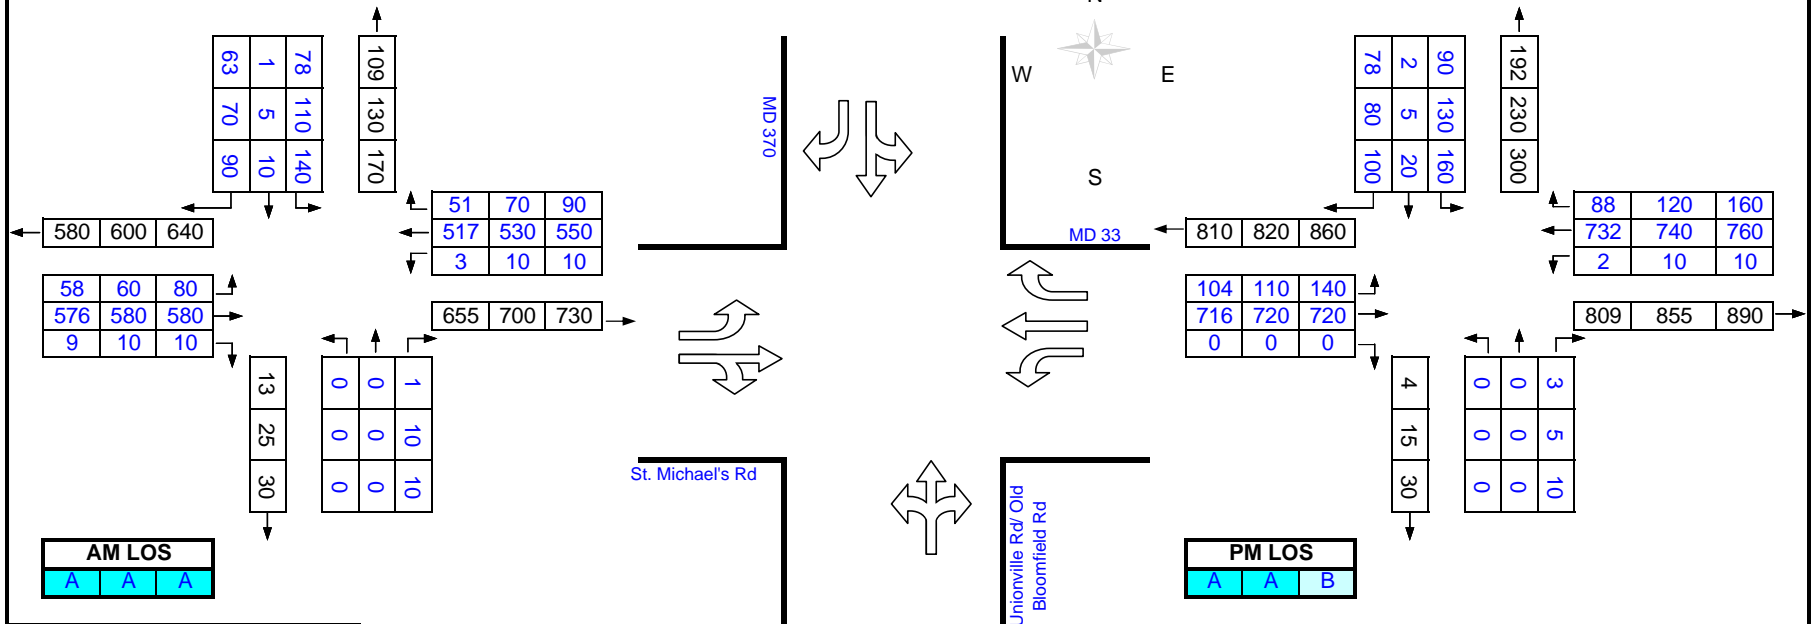 N
W E
S
MD 370
MD 33
St. Michael's Rd
Unionville Rd/ Old
Bloomfield Rd
63 1 78
70 5 110
90 10 140
109
130
170
580 600 640
51 70 90
517 530 550
3 10 10
58 60 80
576 580 580
9 10 10
655 700 730
13
25
30
0 0 1
0 0 10
0 0 10
AM LOS
A A A
78 2 90
80 5 130
100 20 160
192
230
300
810 820 860
88 120 160
732 740 760
2 10 10
104 110 140
716 720 720
0 0 0
809 855 890
4
15
30
0 0 3
0 0 5
0 0 10
PM LOS
A A B